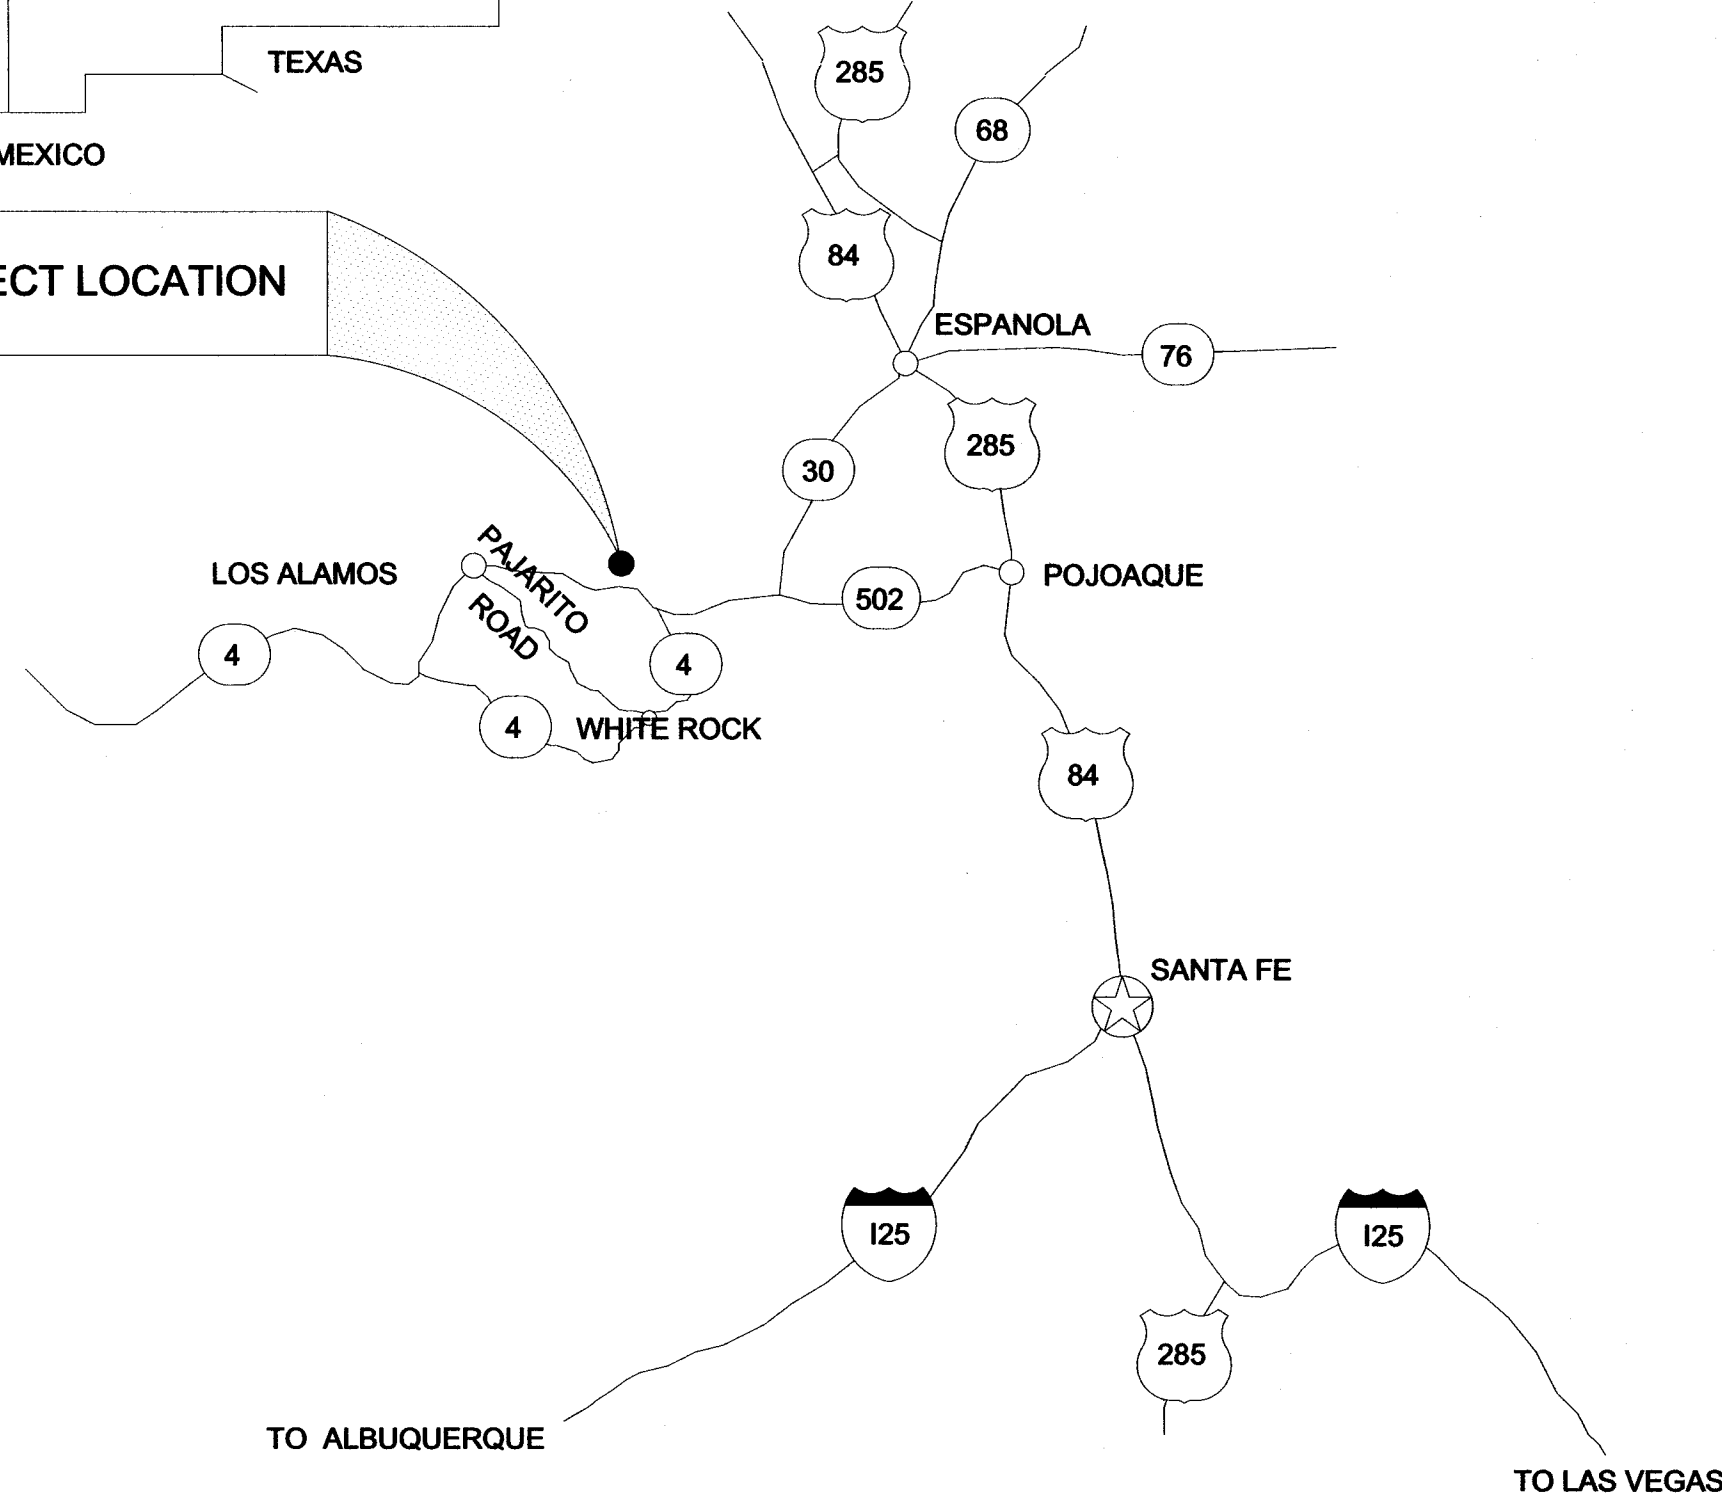 TEXAS
MEXICO
ECT LOCATION
285
68
84
ESPANOLA
76
285
30
PAJARITO
ROAD
LOS ALAMOS
502
POJOAQUE
4
4
4
WHITE ROCK
84
SANTA FE
I25
I25
285
TO ALBUQUERQUE
TO LAS VEGAS